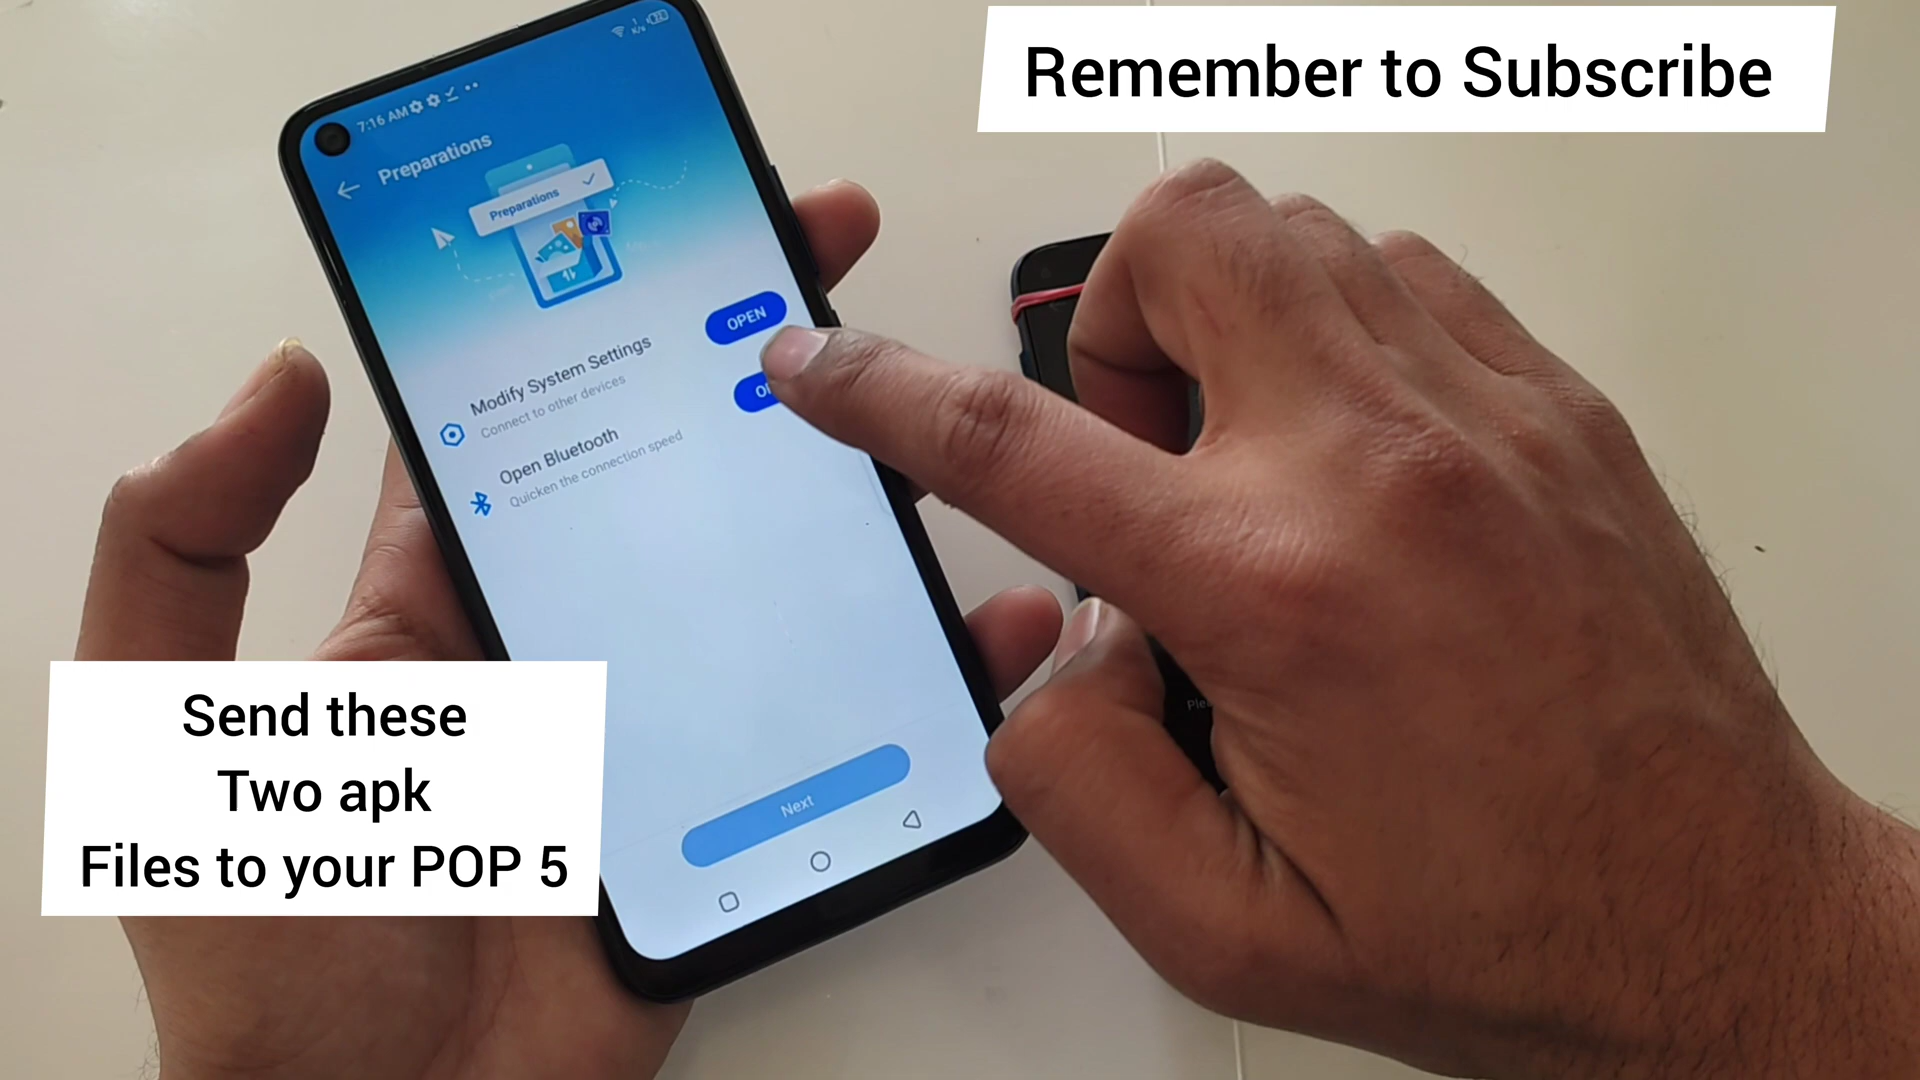 Remember to Subscribe
7:16 AM
Preparations
Preparations
OPEN
Modify System Settings
Connect to other devices
Open Bluetooth
Quicken the connection speed
Next
Send these
Two apk
Files to your POP 5